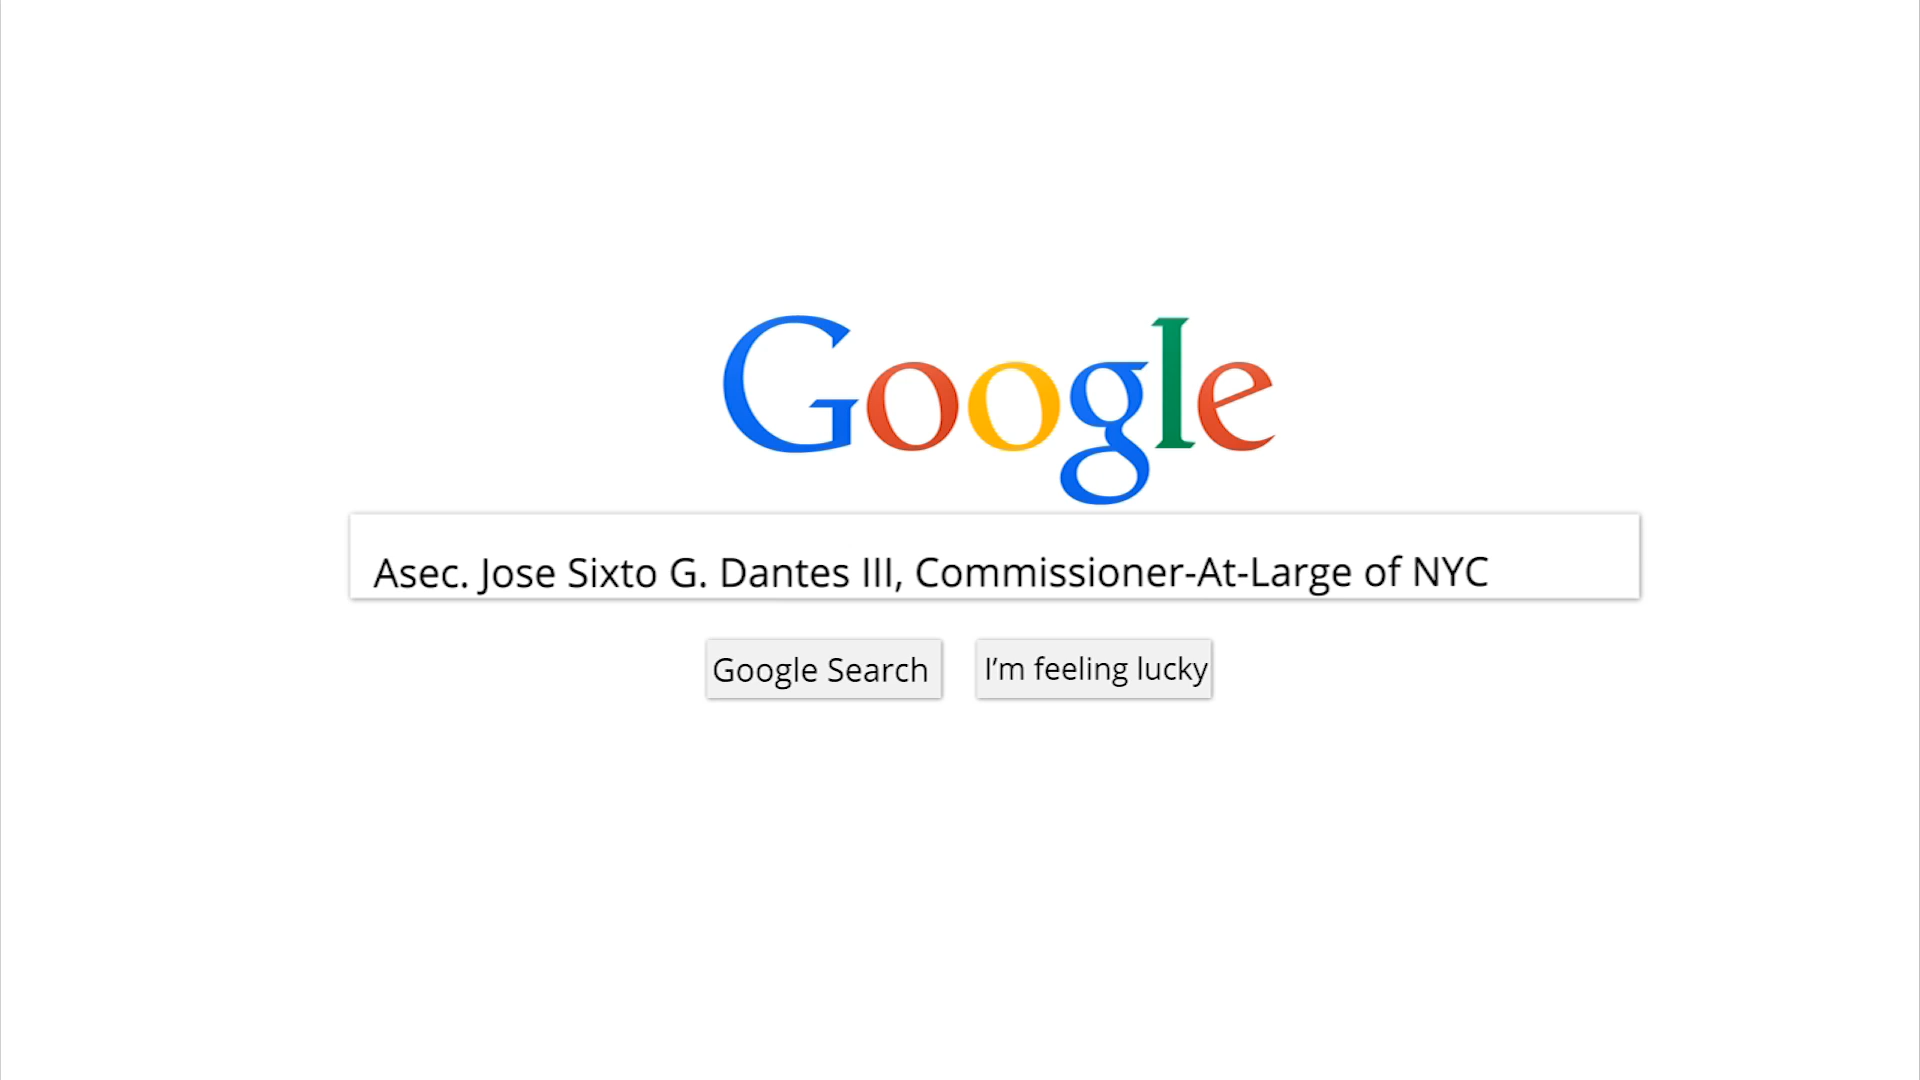 Google
Asec. Jose Sixto G. Dantes III, Commissioner-At-Large of NYC
Google Search
I'm feeling lucky